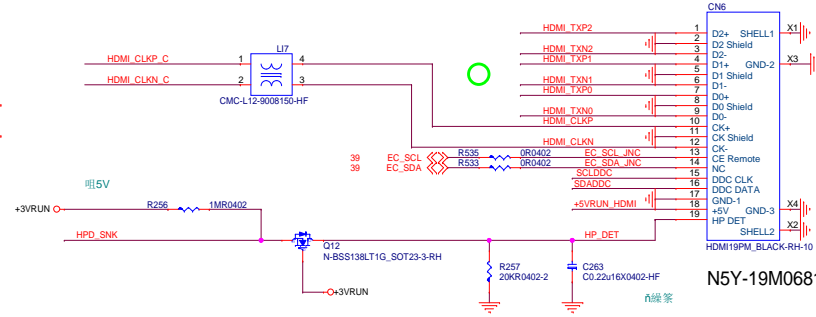 CN6
HDMI_TXP2 1 D2+ SHELL1 X1
2 D2 Shield
HDMI_TXN2 3 D2-
HDMI_TXP1 4 D1+ GND-2 X3
5 D1 Shield
HDMI_TXN1 6 D1-
HDMI_TXP0 7 D0+
8 D0 Shield
HDMI_TXN0 9 D0-
HDMI_CLKP 10 CK+
11 CK Shield
HDMI_CLKN 12 CK-
LI7
HDMI_CLKP_C 1 4
HDMI_CLKN_C 2 3
CMC-L12-9008150-HF
39 EC_SCL R535 0R0402 EC_SCL_JNC 13 CE Remote
39 EC_SDA R533 0R0402 EC_SDA_JNC 14 NC
SCLDDC 15 DDC CLK
SDADDC 16 DDC DATA
17 GND-1
+5VRUN_HDMI 18 +5V GND-3 X4
19 HP DET
SHELL2 X2
HDMI19PM_BLACK-RH-10
N5Y-19M0681
咀5V
+3VRUN R256 1MR0402
HPD_SNK
HP_DET
Q12
N-BSS138LT1G_SOT23-3-RH
+3VRUN
R257
20KR0402-2
C263
C0.22u16X0402-HF